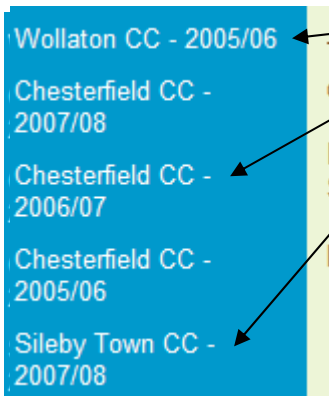 Wollaton CC - 2005/06
Chesterfield CC -
2007/08
Chesterfield CC -
2006/07
Chesterfield CC -
2005/06
Sileby Town CC -
2007/08